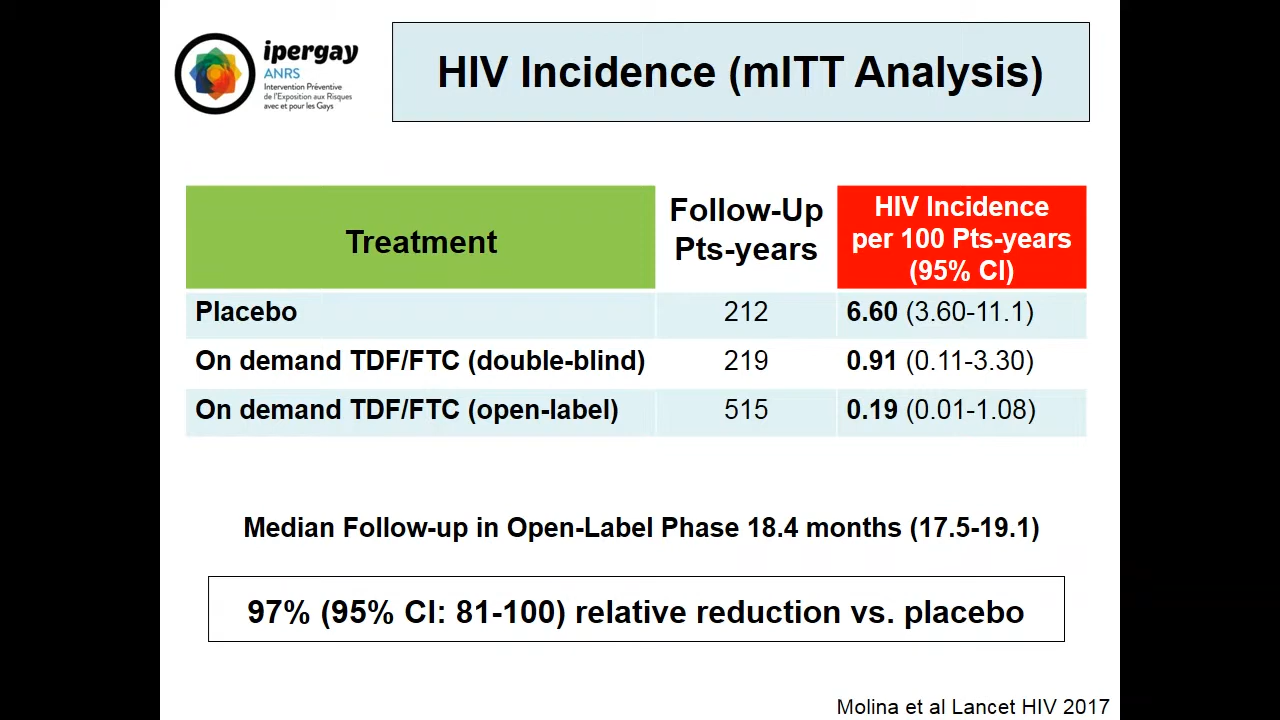 ipergay
ANRS
Intervention Préventive
de l'Exposition aux Risques
avec et pour les Gays
HIV Incidence (mITT Analysis)
Treatment
Follow-Up
Pts-years
HIV Incidence
per 100 Pts-years
(95% CI)
Placebo 212 6.60 (3.60-11.1)
On demand TDF/FTC (double-blind) 219 0.91 (0.11-3.30)
On demand TDF/FTC (open-label) 515 0.19 (0.01-1.08)
Median Follow-up in Open-Label Phase 18.4 months (17.5-19.1)
97% (95% CI: 81-100) relative reduction vs. placebo
Molina et al Lancet HIV 2017